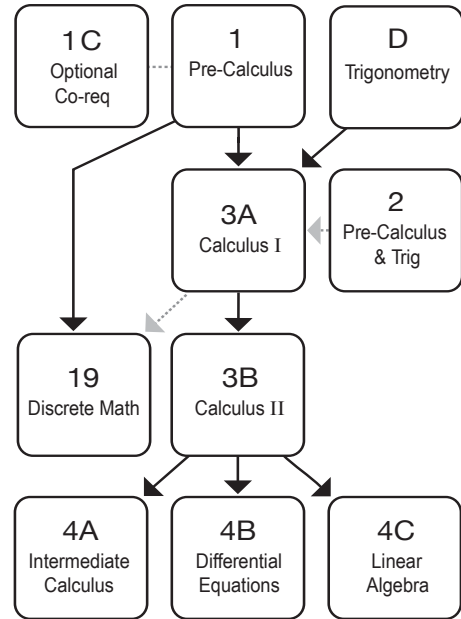 1C
Optional
Co-req
1
Pre-Calculus
D
Trigonometry
3A
Calculus I
2
Pre-Calculus
& Trig
19
Discrete Math
3B
Calculus II
4A
Intermediate
Calculus
4B
Differential
Equations
4C
Linear
Algebra